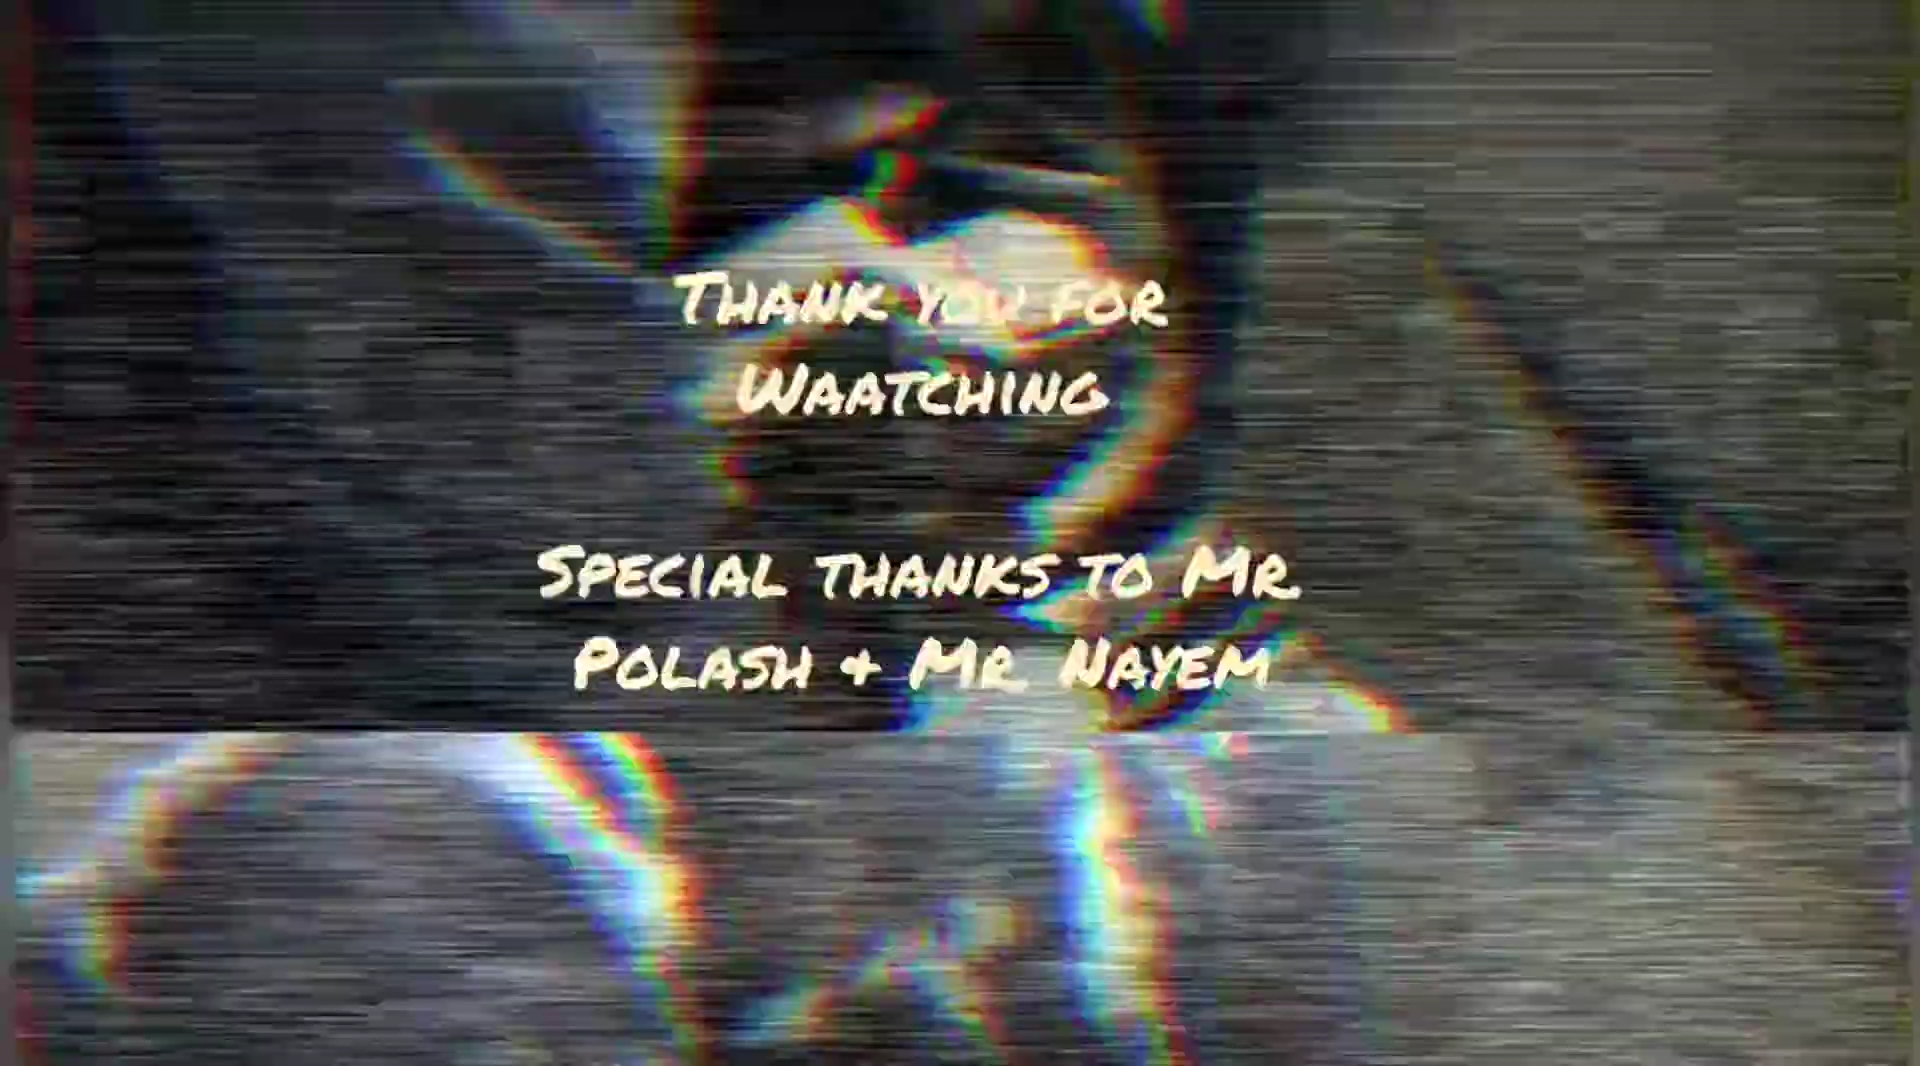 Thank you for
Waatching
Special thanks to Mr.
Polash & Mr. Nayem